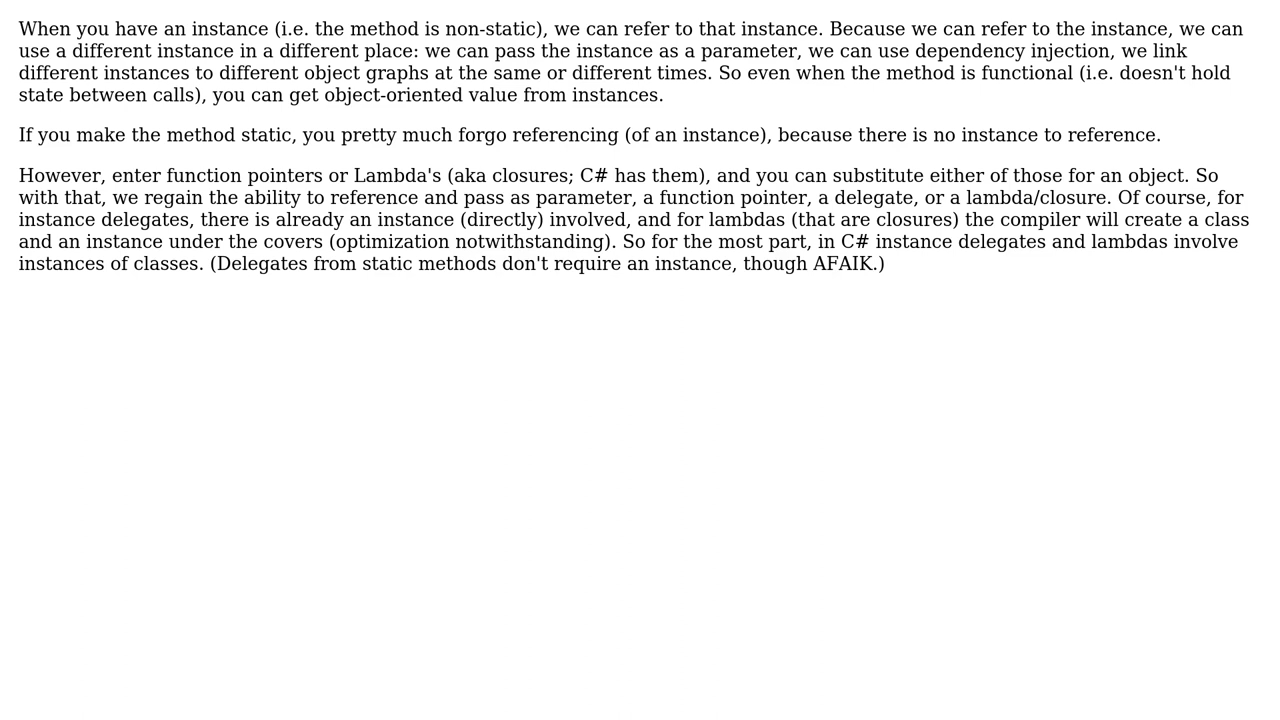 When you have an instance (i.e. the method is non-static), we can refer to that instance. Because we can refer to the instance, we can
use a different instance in a different place: we can pass the instance as a parameter, we can use dependency injection, we link
different instances to different object graphs at the same or different times. So even when the method is functional (i.e. doesn't hold
state between calls), you can get object-oriented value from instances.
If you make the method static, you pretty much forgo referencing (of an instance), because there is no instance to reference.
However, enter function pointers or Lambda's (aka closures; C# has them), and you can substitute either of those for an object. So
with that, we regain the ability to reference and pass as parameter, a function pointer, a delegate, or a lambda/closure. Of course, for
instance delegates, there is already an instance (directly) involved, and for lambdas (that are closures) the compiler will create a class
and an instance under the covers (optimization notwithstanding). So for the most part, in C# instance delegates and lambdas involve
instances of classes. (Delegates from static methods don't require an instance, though AFAIK.)